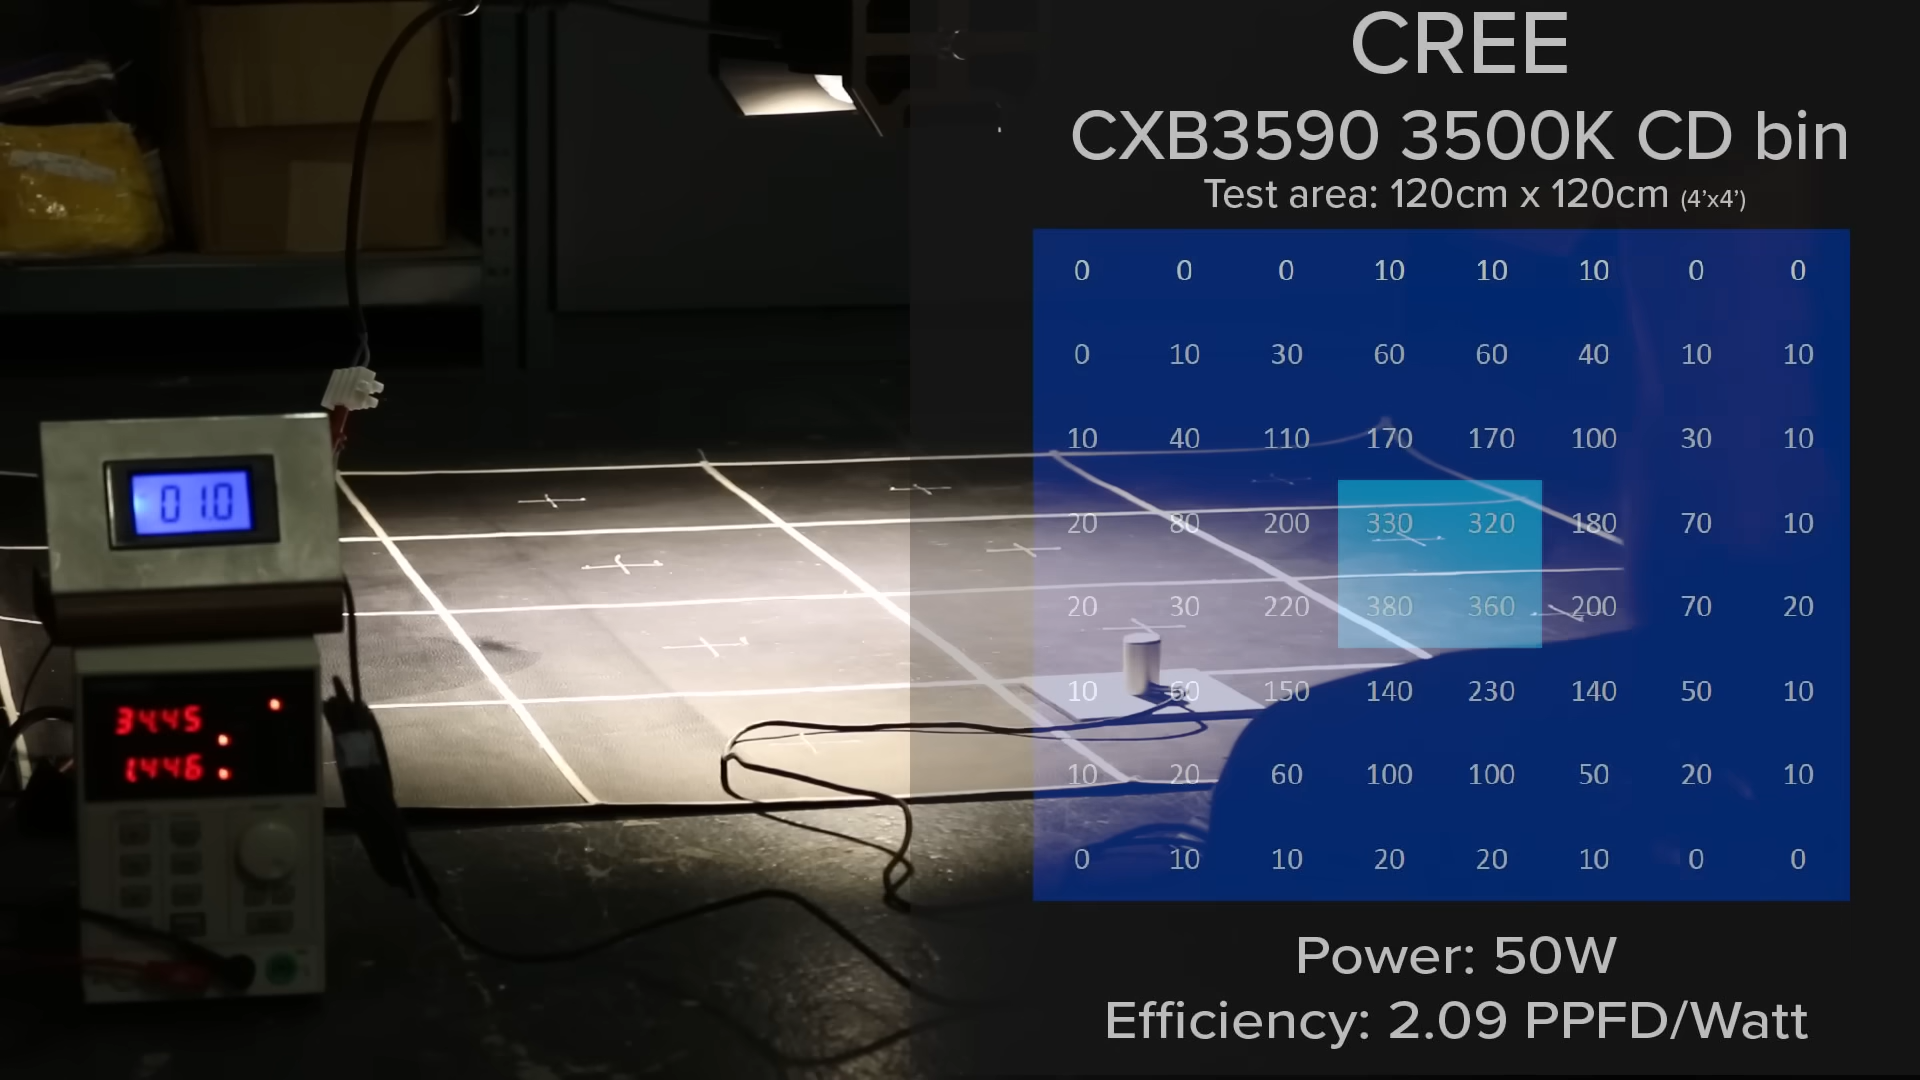 CREE
CXB3590 3500K CD bin
Test area: 120cm x 120cm (4'x4')
0 0 0 10 10 10 0 0
0 10 30 60 60 40 10 10
10 40 110 170 170 100 30 10
20 80 200 330 320 180 70 10
20 30 220 380 360 200 70 20
10 60 150 140 230 140 50 10
10 20 60 100 100 50 20 10
0 10 10 20 20 10 0 0
Power: 50W
Efficiency: 2.09 PPFD/Watt
01.0
34.45
1.446